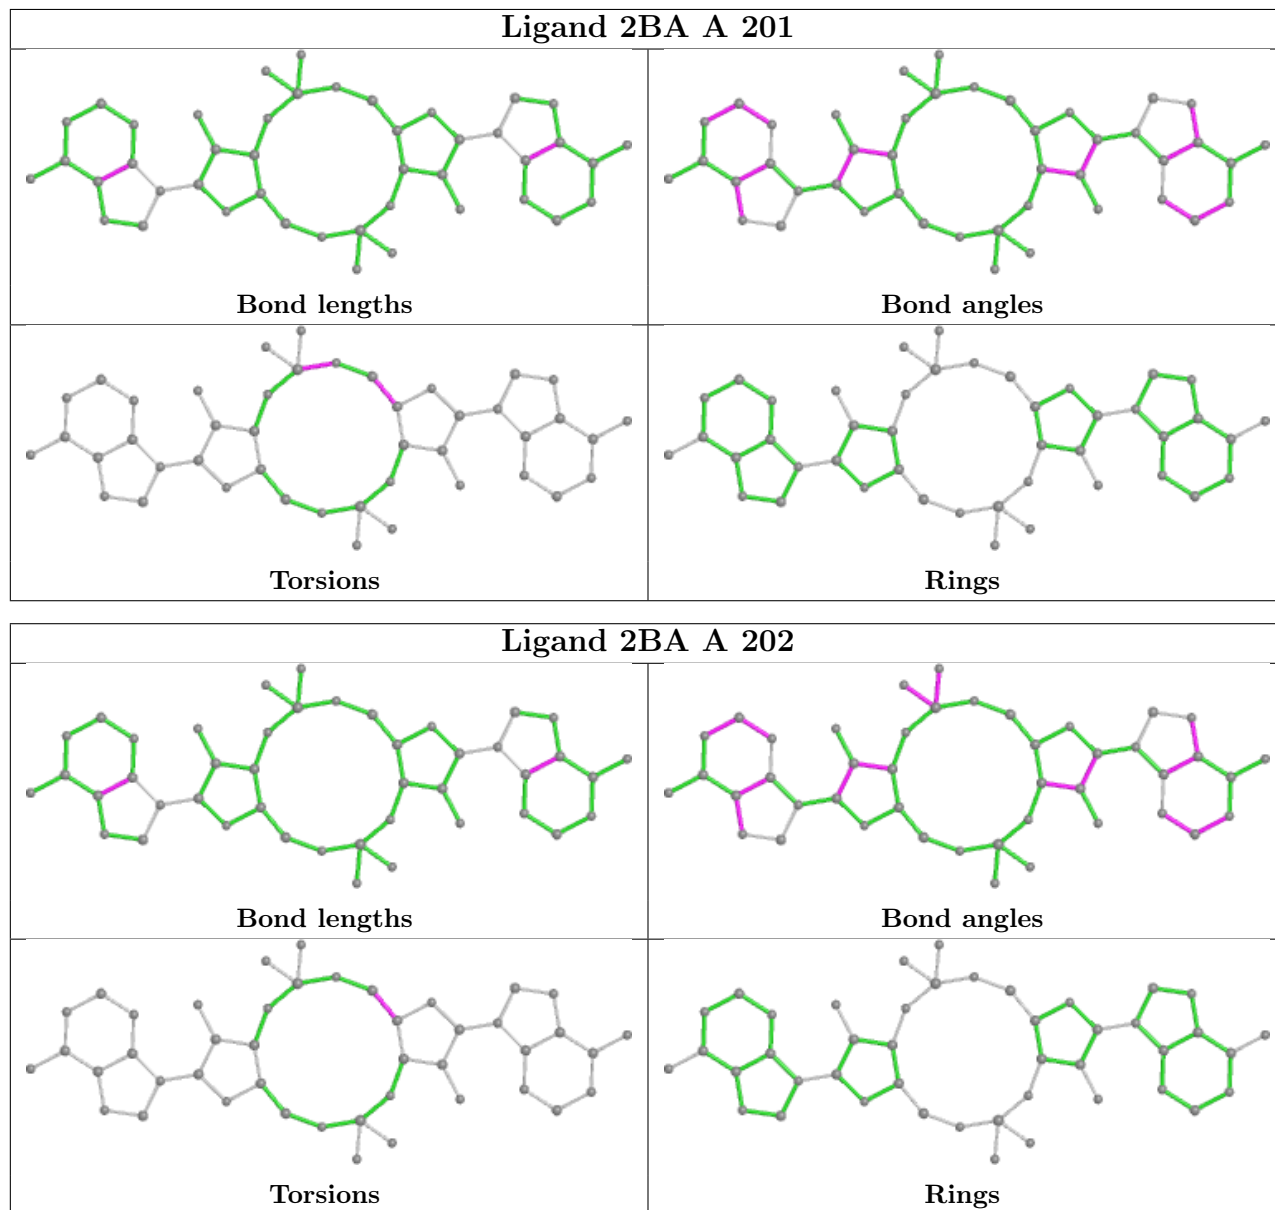 Ligand 2BA A 201
Bond lengths
Bond angles
Torsions
Rings
Ligand 2BA A 202
Bond lengths
Bond angles
Torsions
Rings